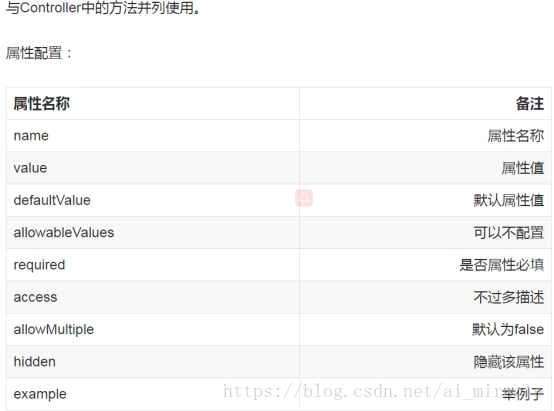 与Controller中的方法并列使用。
属性配置：
属性名称 备注
name 属性名称
value 属性值
defaultValue 默认属性值
allowableValues 可以不配置
required 是否属性必填
access 不过多描述
allowMultiple 默认为false
hidden 隐藏该属性
example 举例子
https://blog.csdn.net/ai_miracle